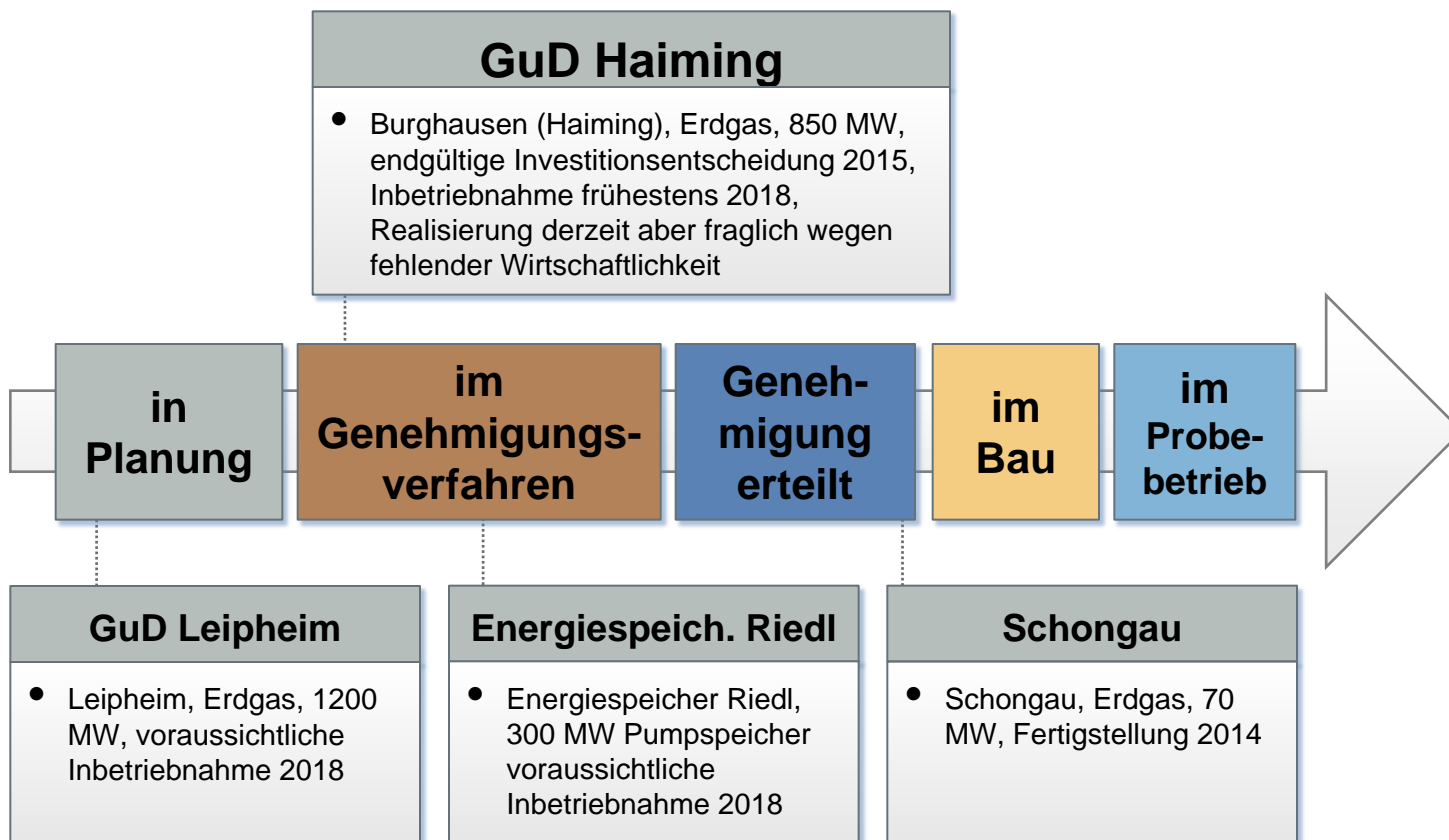 GuD Haiming
• Burghausen (Haiming), Erdgas, 850 MW,
endgültige Investitionsentscheidung 2015,
Inbetriebnahme frühestens 2018,
Realisierung derzeit aber fraglich wegen
fehlender Wirtschaftlichkeit
in
Planung
im
Genehmigungs-
verfahren
Geneh-
migung
erteilt
im
Bau
im
Probe-
betrieb
GuD Leipheim
• Leipheim, Erdgas, 1200
MW, voraussichtliche
Inbetriebnahme 2018
Energiespeich. Riedl
• Energiespeicher Riedl,
300 MW Pumpspeicher
voraussichtliche
Inbetriebnahme 2018
Schongau
• Schongau, Erdgas, 70
MW, Fertigstellung 2014